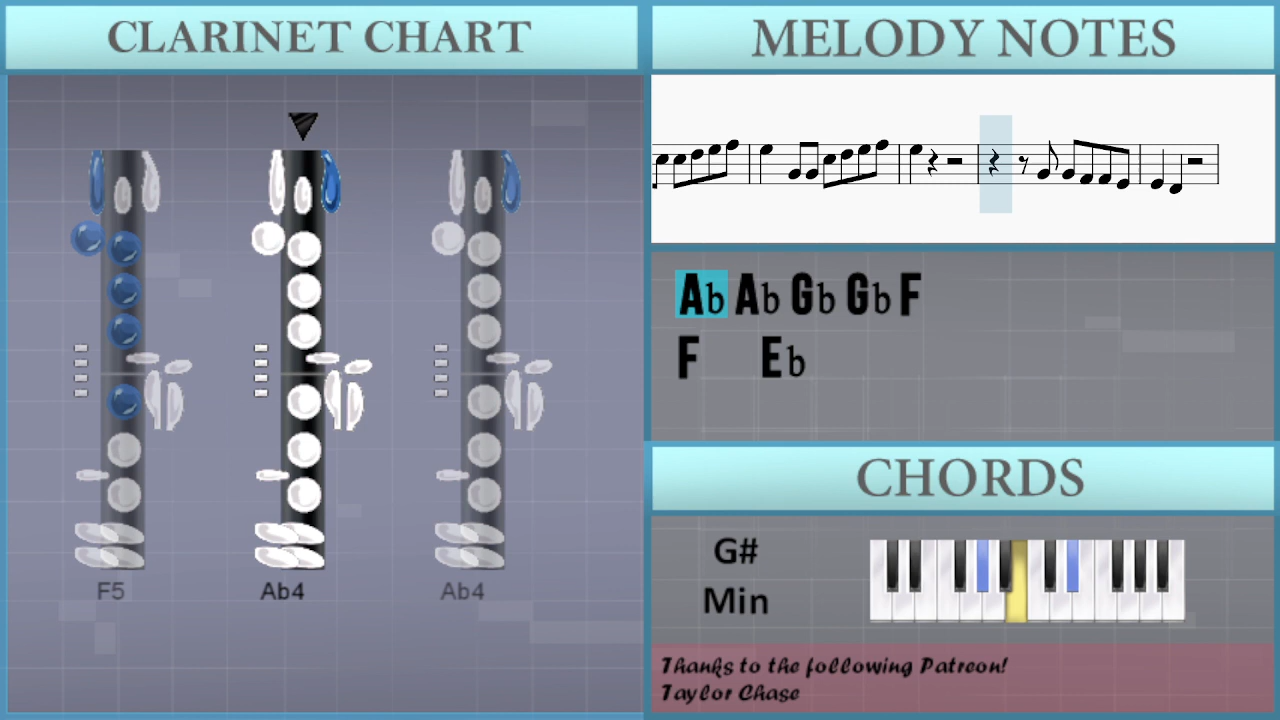 CLARINET CHART
F5
Ab4
Ab4
MELODY NOTES
Ab Ab Gb Gb F
F Eb
CHORDS
G#
Min
Thanks to the following Patreon!
Taylor Chase